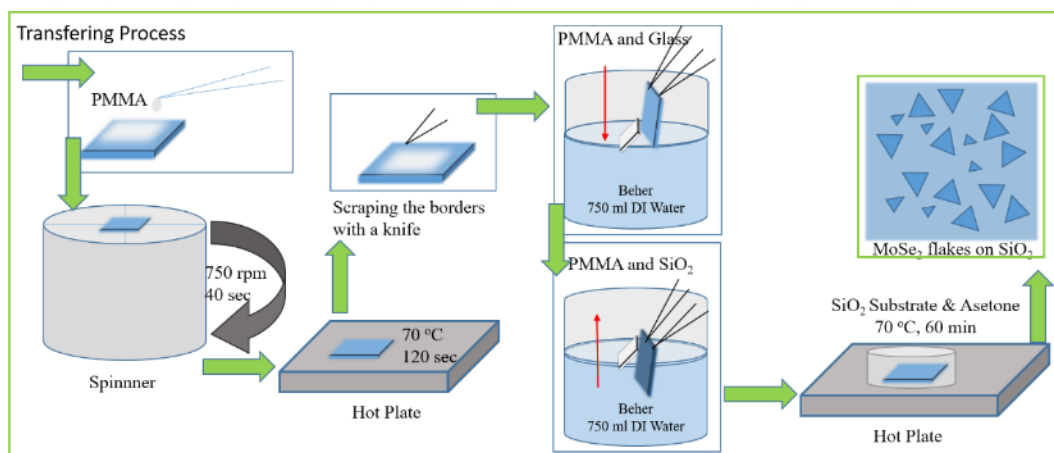 Transfering Process
PMMA
750 rpm
40 sec
Spinnner
70 °C
120 sec
Hot Plate
Scraping the borders
with a knife
PMMA and Glass
Beher
750 ml DI Water
PMMA and SiO₂
Beher
750 ml DI Water
SiO₂ Substrate & Asetone
70 °C, 60 min
Hot Plate
MoSe₂ flakes on SiO₂